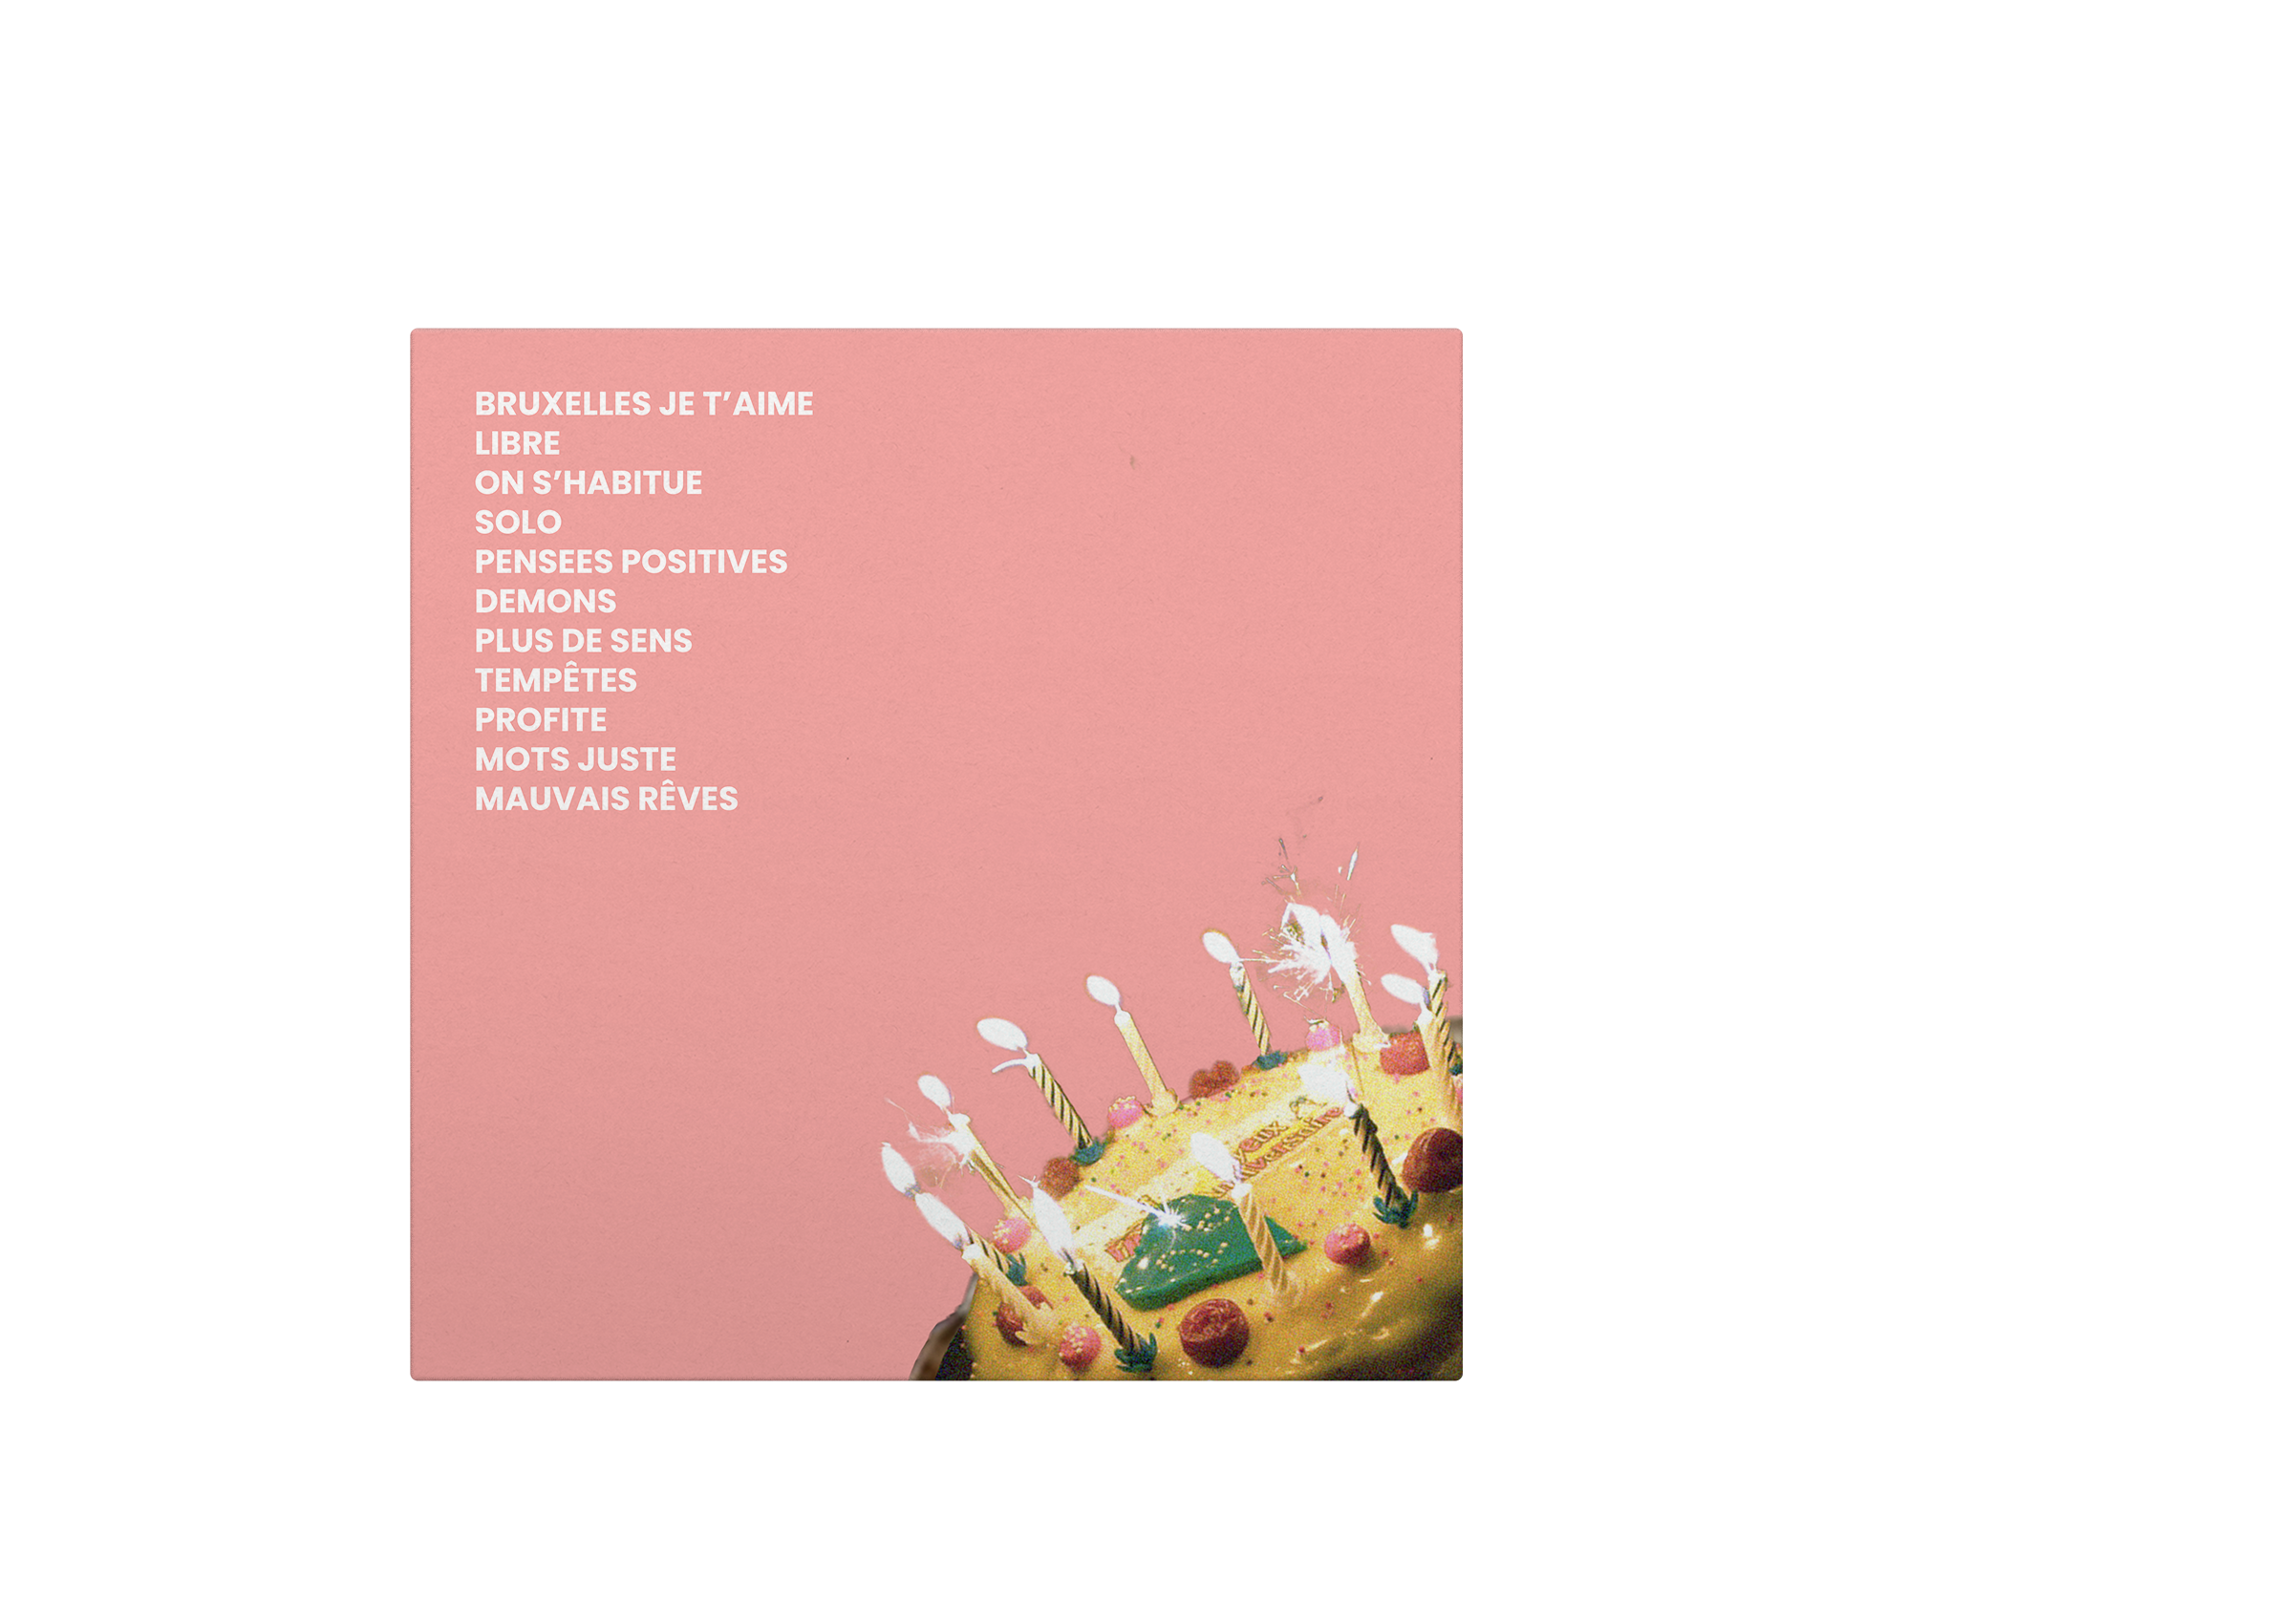 BRUXELLES JE T’AIME
LIBRE
ON S’HABITUE
SOLO
PENSEES POSITIVES
DEMONS
PLUS DE SENS
TEMPÊTES
PROFITE
MOTS JUSTE
MAUVAIS RÊVES